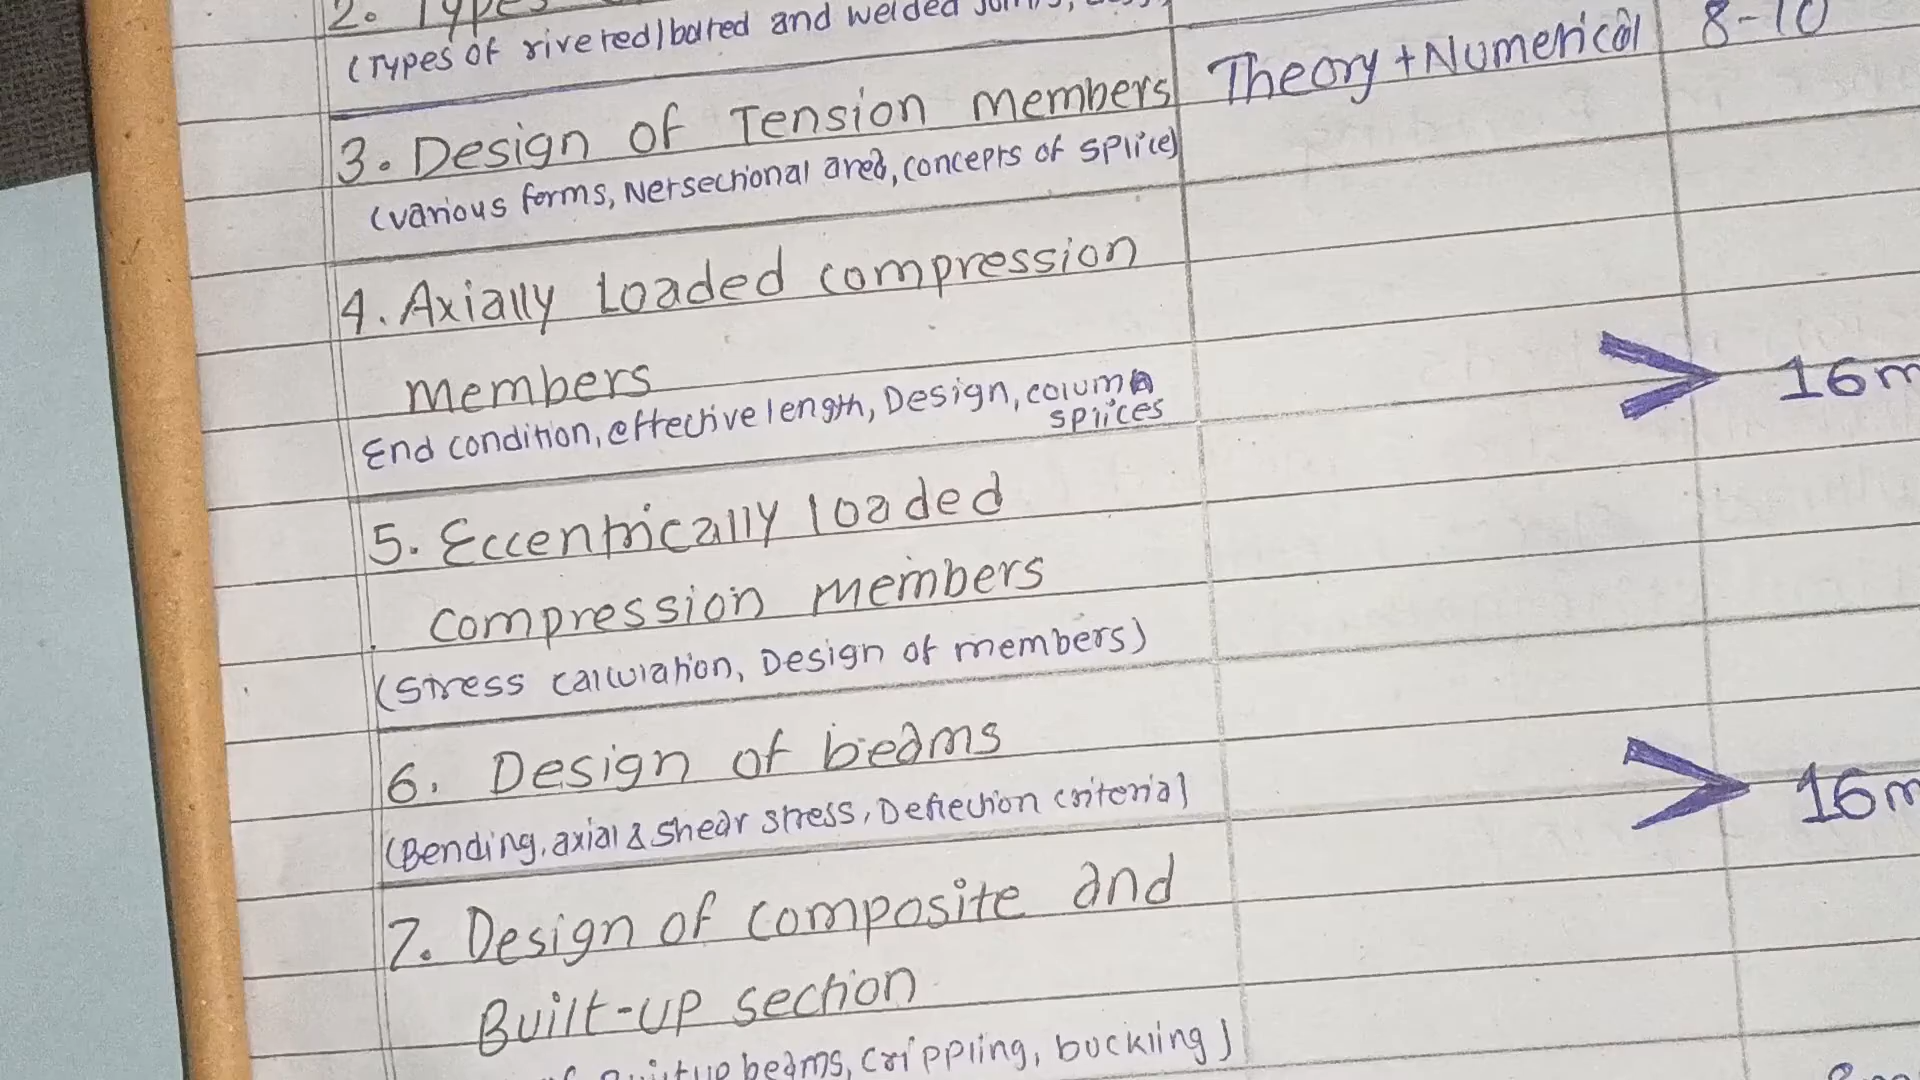 2. Types
(Types of riveted/bolted and welded
3. Design of Tension members Theory + Numerical 8-10
(various forms, Net sectional area, concepts of splice)
4. Axially Loaded compression
members
End condition, effective length, Design, column
splices
16m
5. Eccentrically loaded
compression members
(Stress calculation, Design of members)
6. Design of beams
(Bending, axial & shear stress, Deflection criteria)
16m
7. Design of composite and
Built-up section
beams, crippling, buckling)